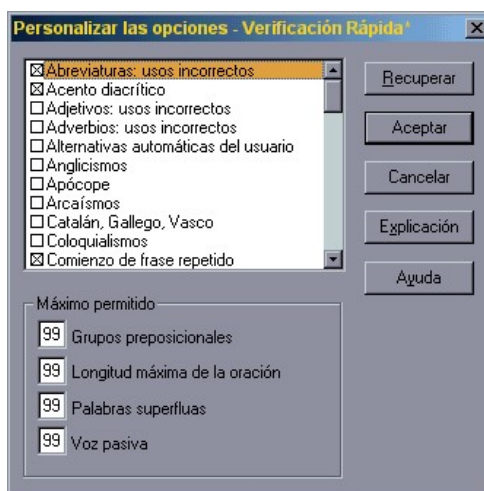 Personalizar las opciones - Verificación Rápida*
Abreviaturas: usos incorrectos
Acento diacrítico
Adjetivos: usos incorrectos
Adverbios: usos incorrectos
Alternativas automáticas del usuario
Anglicismos
Apócope
Arcaísmos
Catalán, Gallego, Vasco
Coloquialismos
Comienzo de frase repetido
Recuperar
Aceptar
Cancelar
Explicación
Ayuda
Máximo permitido
99 Grupos preposicionales
99 Longitud máxima de la oración
99 Palabras superfluas
99 Voz pasiva